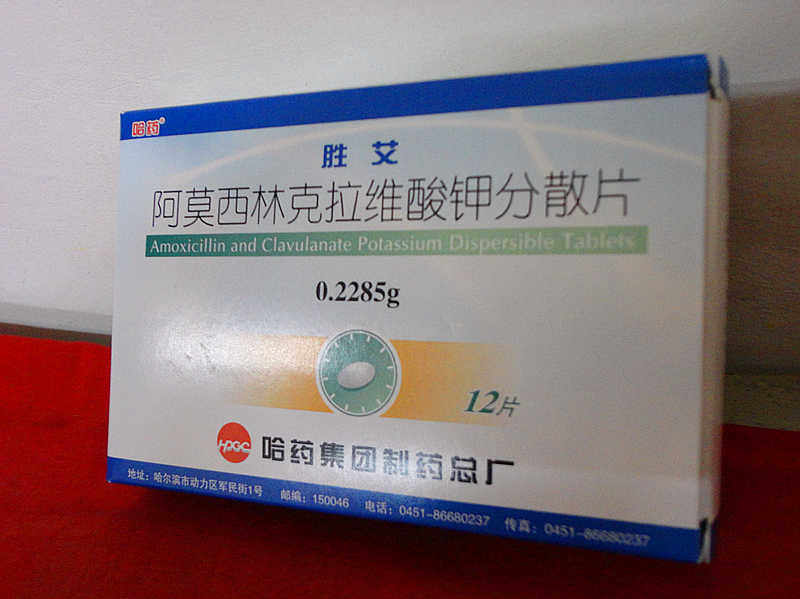 哈药®
胜艾
阿莫西林克拉维酸钾分散片
Amoxicillin and Clavulanate Potassium Dispersible Tablets
0.2285g
12片
HPGC 哈药集团制药总厂
地址：哈尔滨市动力区军民街1号 邮编：150046 电话：0451-86680237 传真：0451-86680237